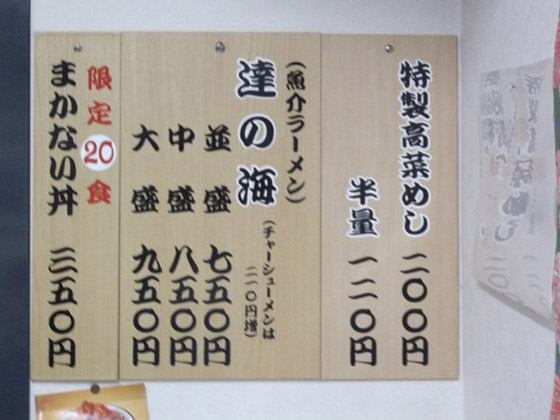 特製高菜めし 二〇〇円
半量 一二〇円
(魚介ラーメン)
達の海
(チャーシューメンは
二一〇円増)
並盛 七五〇円
中盛 八五〇円
大盛 九五〇円
限定20食
まかない丼 三五〇円